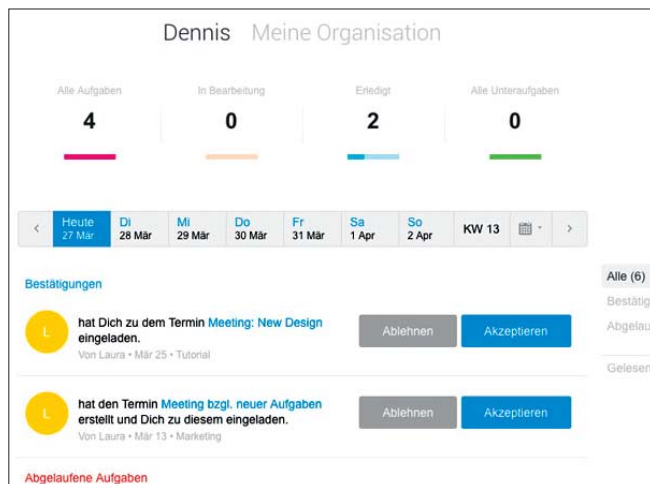 Dennis Meine Organisation
Alle Aufgaben In Bearbeitung Erledigt Alle Unteraufgaben
4 0 2 0
Heute Di Mi Do Fr Sa So KW 13
27 Mär 28 Mär 29 Mär 30 Mär 31 Mär 1 Apr 2 Apr
Bestätigungen
Alle (6)
Bestätig
Abgelau
Gelesen
L
hat Dich zu dem Termin Meeting: New Design
eingeladen.
Von Laura • Mär 25 • Tutorial
Ablehnen Akzeptieren
L
hat den Termin Meeting bzgl. neuer Aufgaben
erstellt und Dich zu diesem eingeladen.
Von Laura • Mär 13 • Marketing
Ablehnen Akzeptieren
Abgelaufene Aufgaben